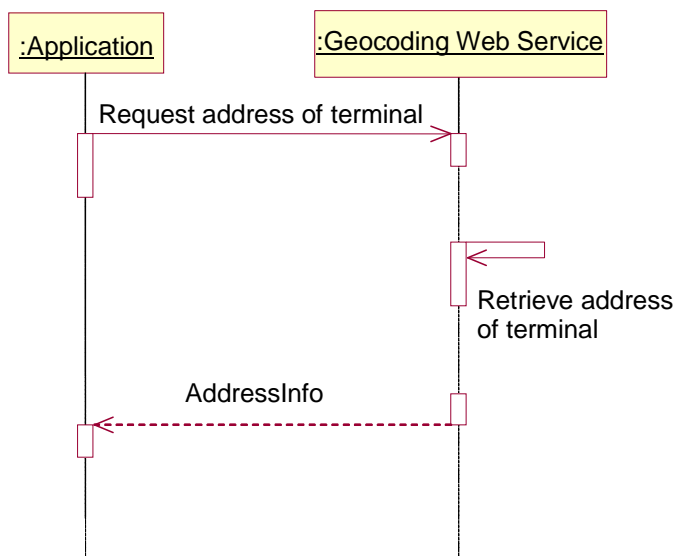 :Application
:Geocoding Web Service
Request address of terminal
Retrieve address
of terminal
AddressInfo